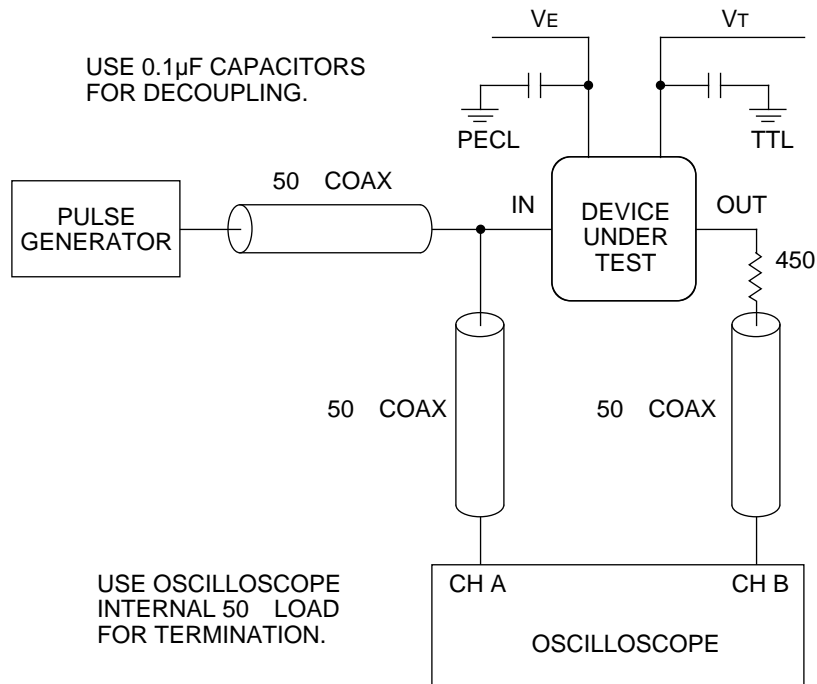 VE
VT
USE 0.1µF CAPACITORS
FOR DECOUPLING.
PECL
TTL
50 COAX
PULSE
GENERATOR
IN
DEVICE
UNDER
TEST
OUT
450
50 COAX
50 COAX
USE OSCILLOSCOPE
INTERNAL 50 LOAD
FOR TERMINATION.
CH A
CH B
OSCILLOSCOPE